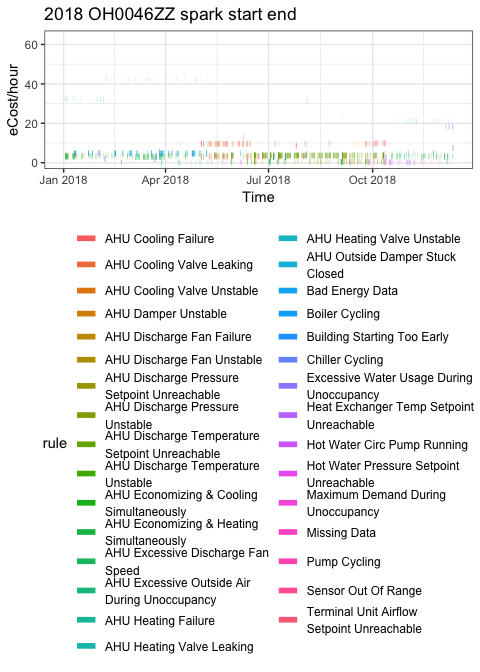 2018 OH0046ZZ spark start end
60
40
20
0
eCost/hour
Jan 2018 Apr 2018 Jul 2018 Oct 2018
Time
rule
AHU Cooling Failure
AHU Cooling Valve Leaking
AHU Cooling Valve Unstable
AHU Damper Unstable
AHU Discharge Fan Failure
AHU Discharge Fan Unstable
AHU Discharge Pressure
Setpoint Unreachable
AHU Discharge Pressure
Unstable
AHU Discharge Temperature
Setpoint Unreachable
AHU Discharge Temperature
Unstable
AHU Economizing & Cooling
Simultaneously
AHU Economizing & Heating
Simultaneously
AHU Excessive Discharge Fan
Speed
AHU Excessive Outside Air
During Unoccupancy
AHU Heating Failure
AHU Heating Valve Leaking
AHU Heating Valve Unstable
AHU Outside Damper Stuck
Closed
Bad Energy Data
Boiler Cycling
Building Starting Too Early
Chiller Cycling
Excessive Water Usage During
Unoccupancy
Heat Exchanger Temp Setpoint
Unreachable
Hot Water Circ Pump Running
Hot Water Pressure Setpoint
Unreachable
Maximum Demand During
Unoccupancy
Missing Data
Pump Cycling
Sensor Out Of Range
Terminal Unit Airflow
Setpoint Unreachable